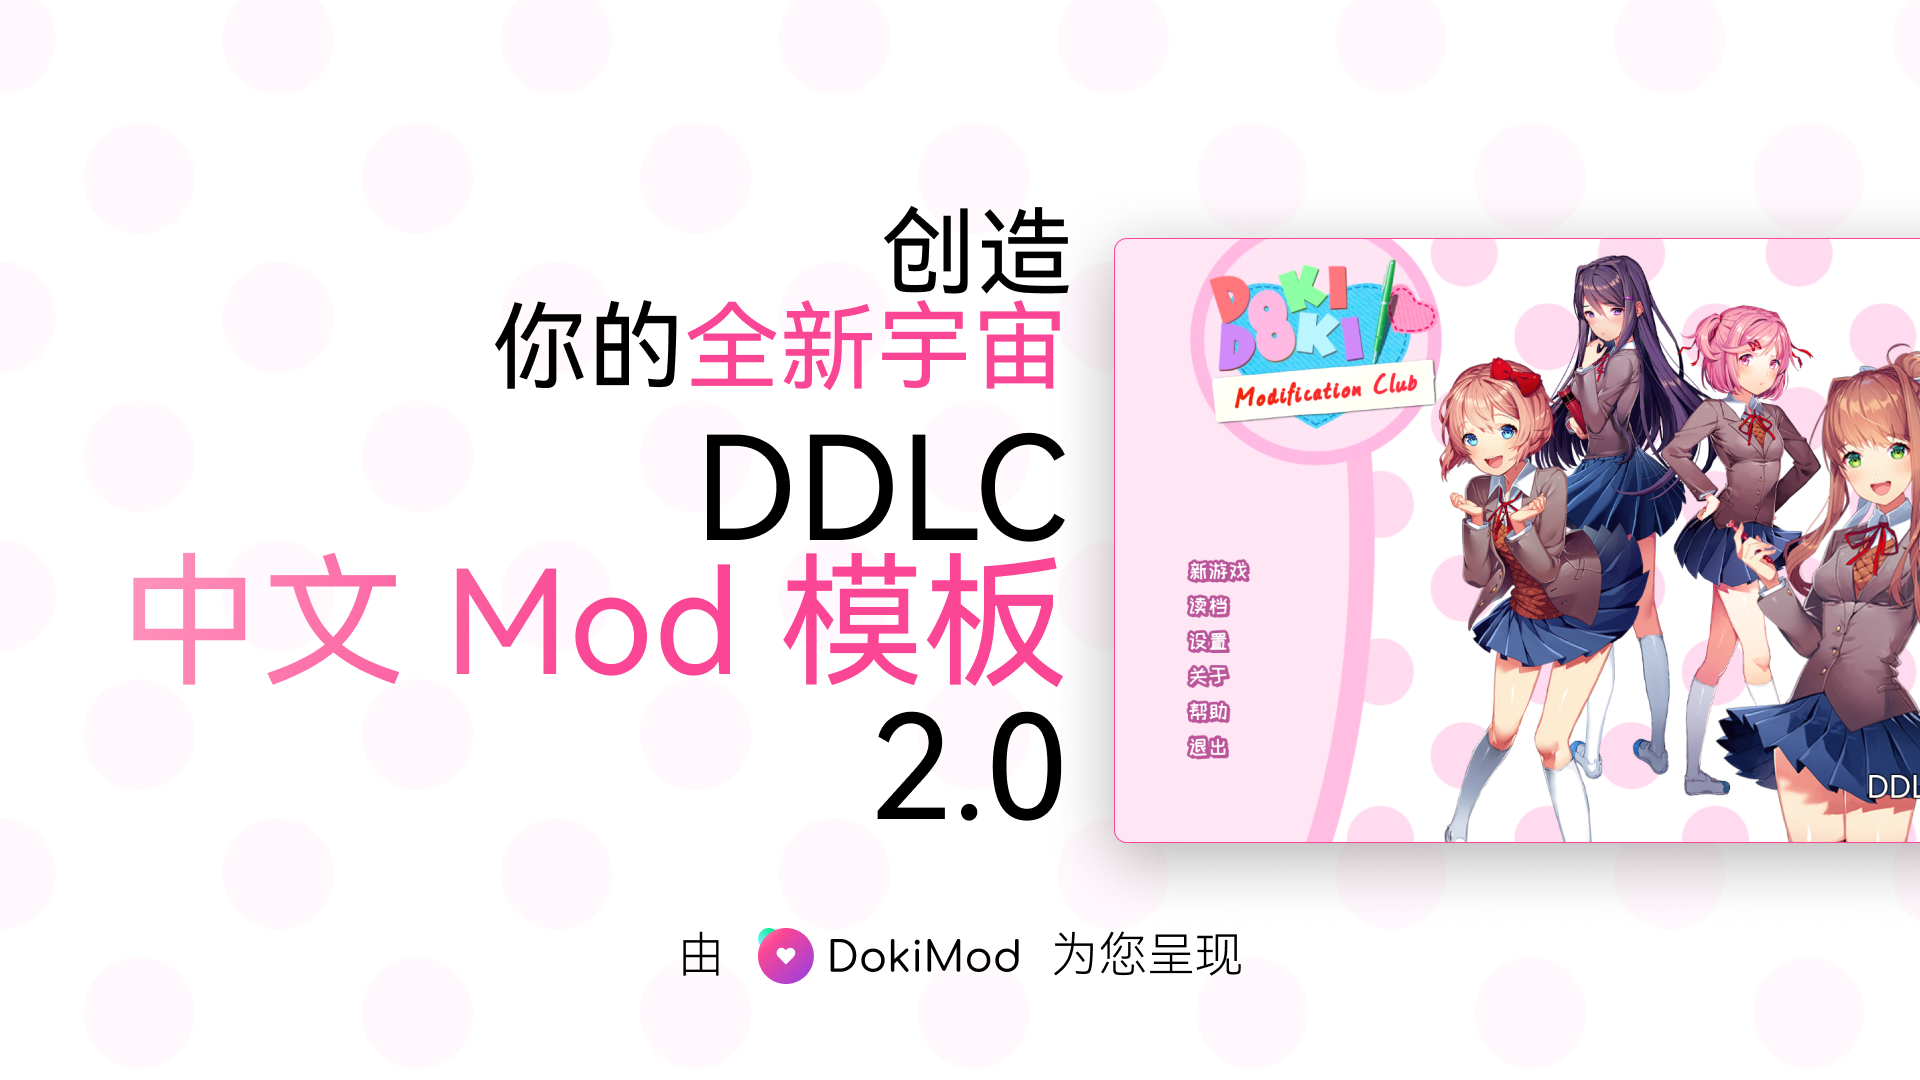 创造
你的全新宇宙
DDLC
中文 Mod 模板
2.0
DOKI
DOKI
Modification Club
新游戏
读档
设置
关于
帮助
退出
由 DokiMod 为您呈现